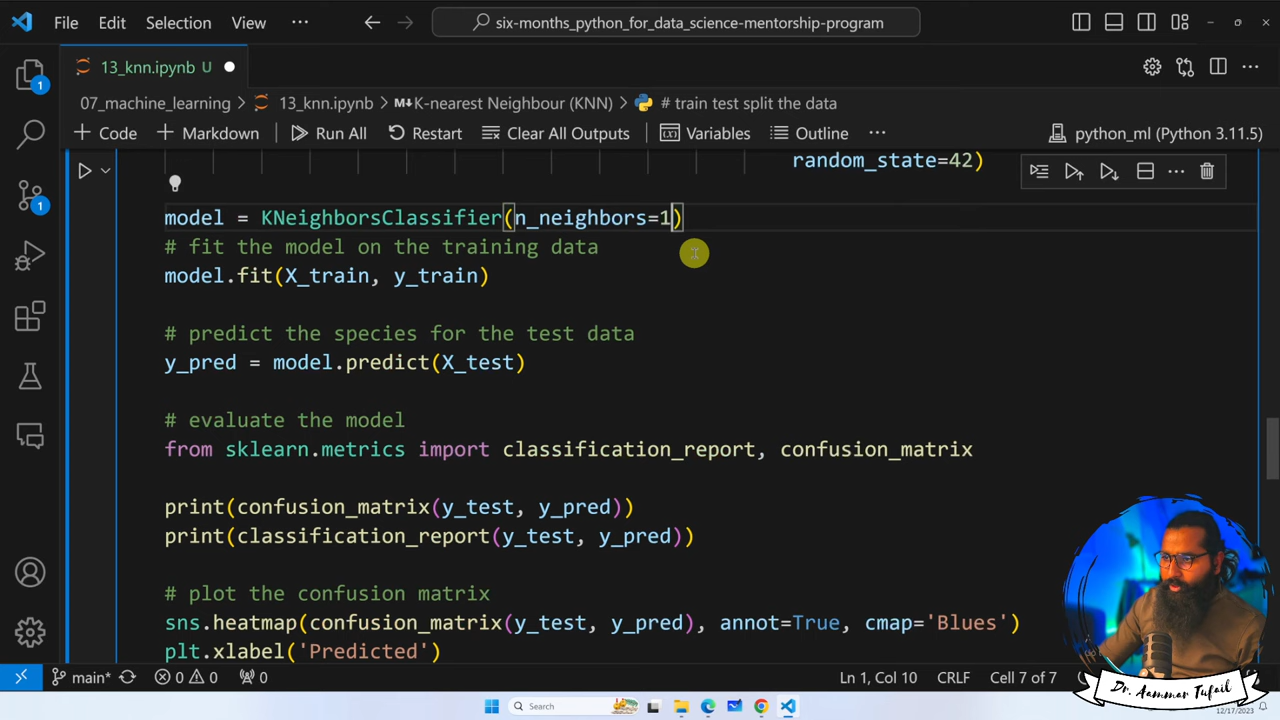 File Edit Selection View ··· six-months_python_for_data_science-mentorship-program
13_knn.ipynb U
07_machine_learning > 13_knn.ipynb > K-nearest Neighbour (KNN) > # train test split the data
+ Code + Markdown Run All Restart Clear All Outputs Variables Outline ··· python_ml (Python 3.11.5)
random_state=42)
model = KNeighborsClassifier(n_neighbors=1)
# fit the model on the training data
model.fit(X_train, y_train)
# predict the species for the test data
y_pred = model.predict(X_test)
# evaluate the model
from sklearn.metrics import classification_report, confusion_matrix
print(confusion_matrix(y_test, y_pred))
print(classification_report(y_test, y_pred))
# plot the confusion matrix
sns.heatmap(confusion_matrix(y_test, y_pred), annot=True, cmap='Blues')
plt.xlabel('Predicted')
1
1
main* 0 0 0 Ln 1, Col 10 CRLF Cell 7 of 7
Dr. Aammar Tufail
Search
12/17/2023